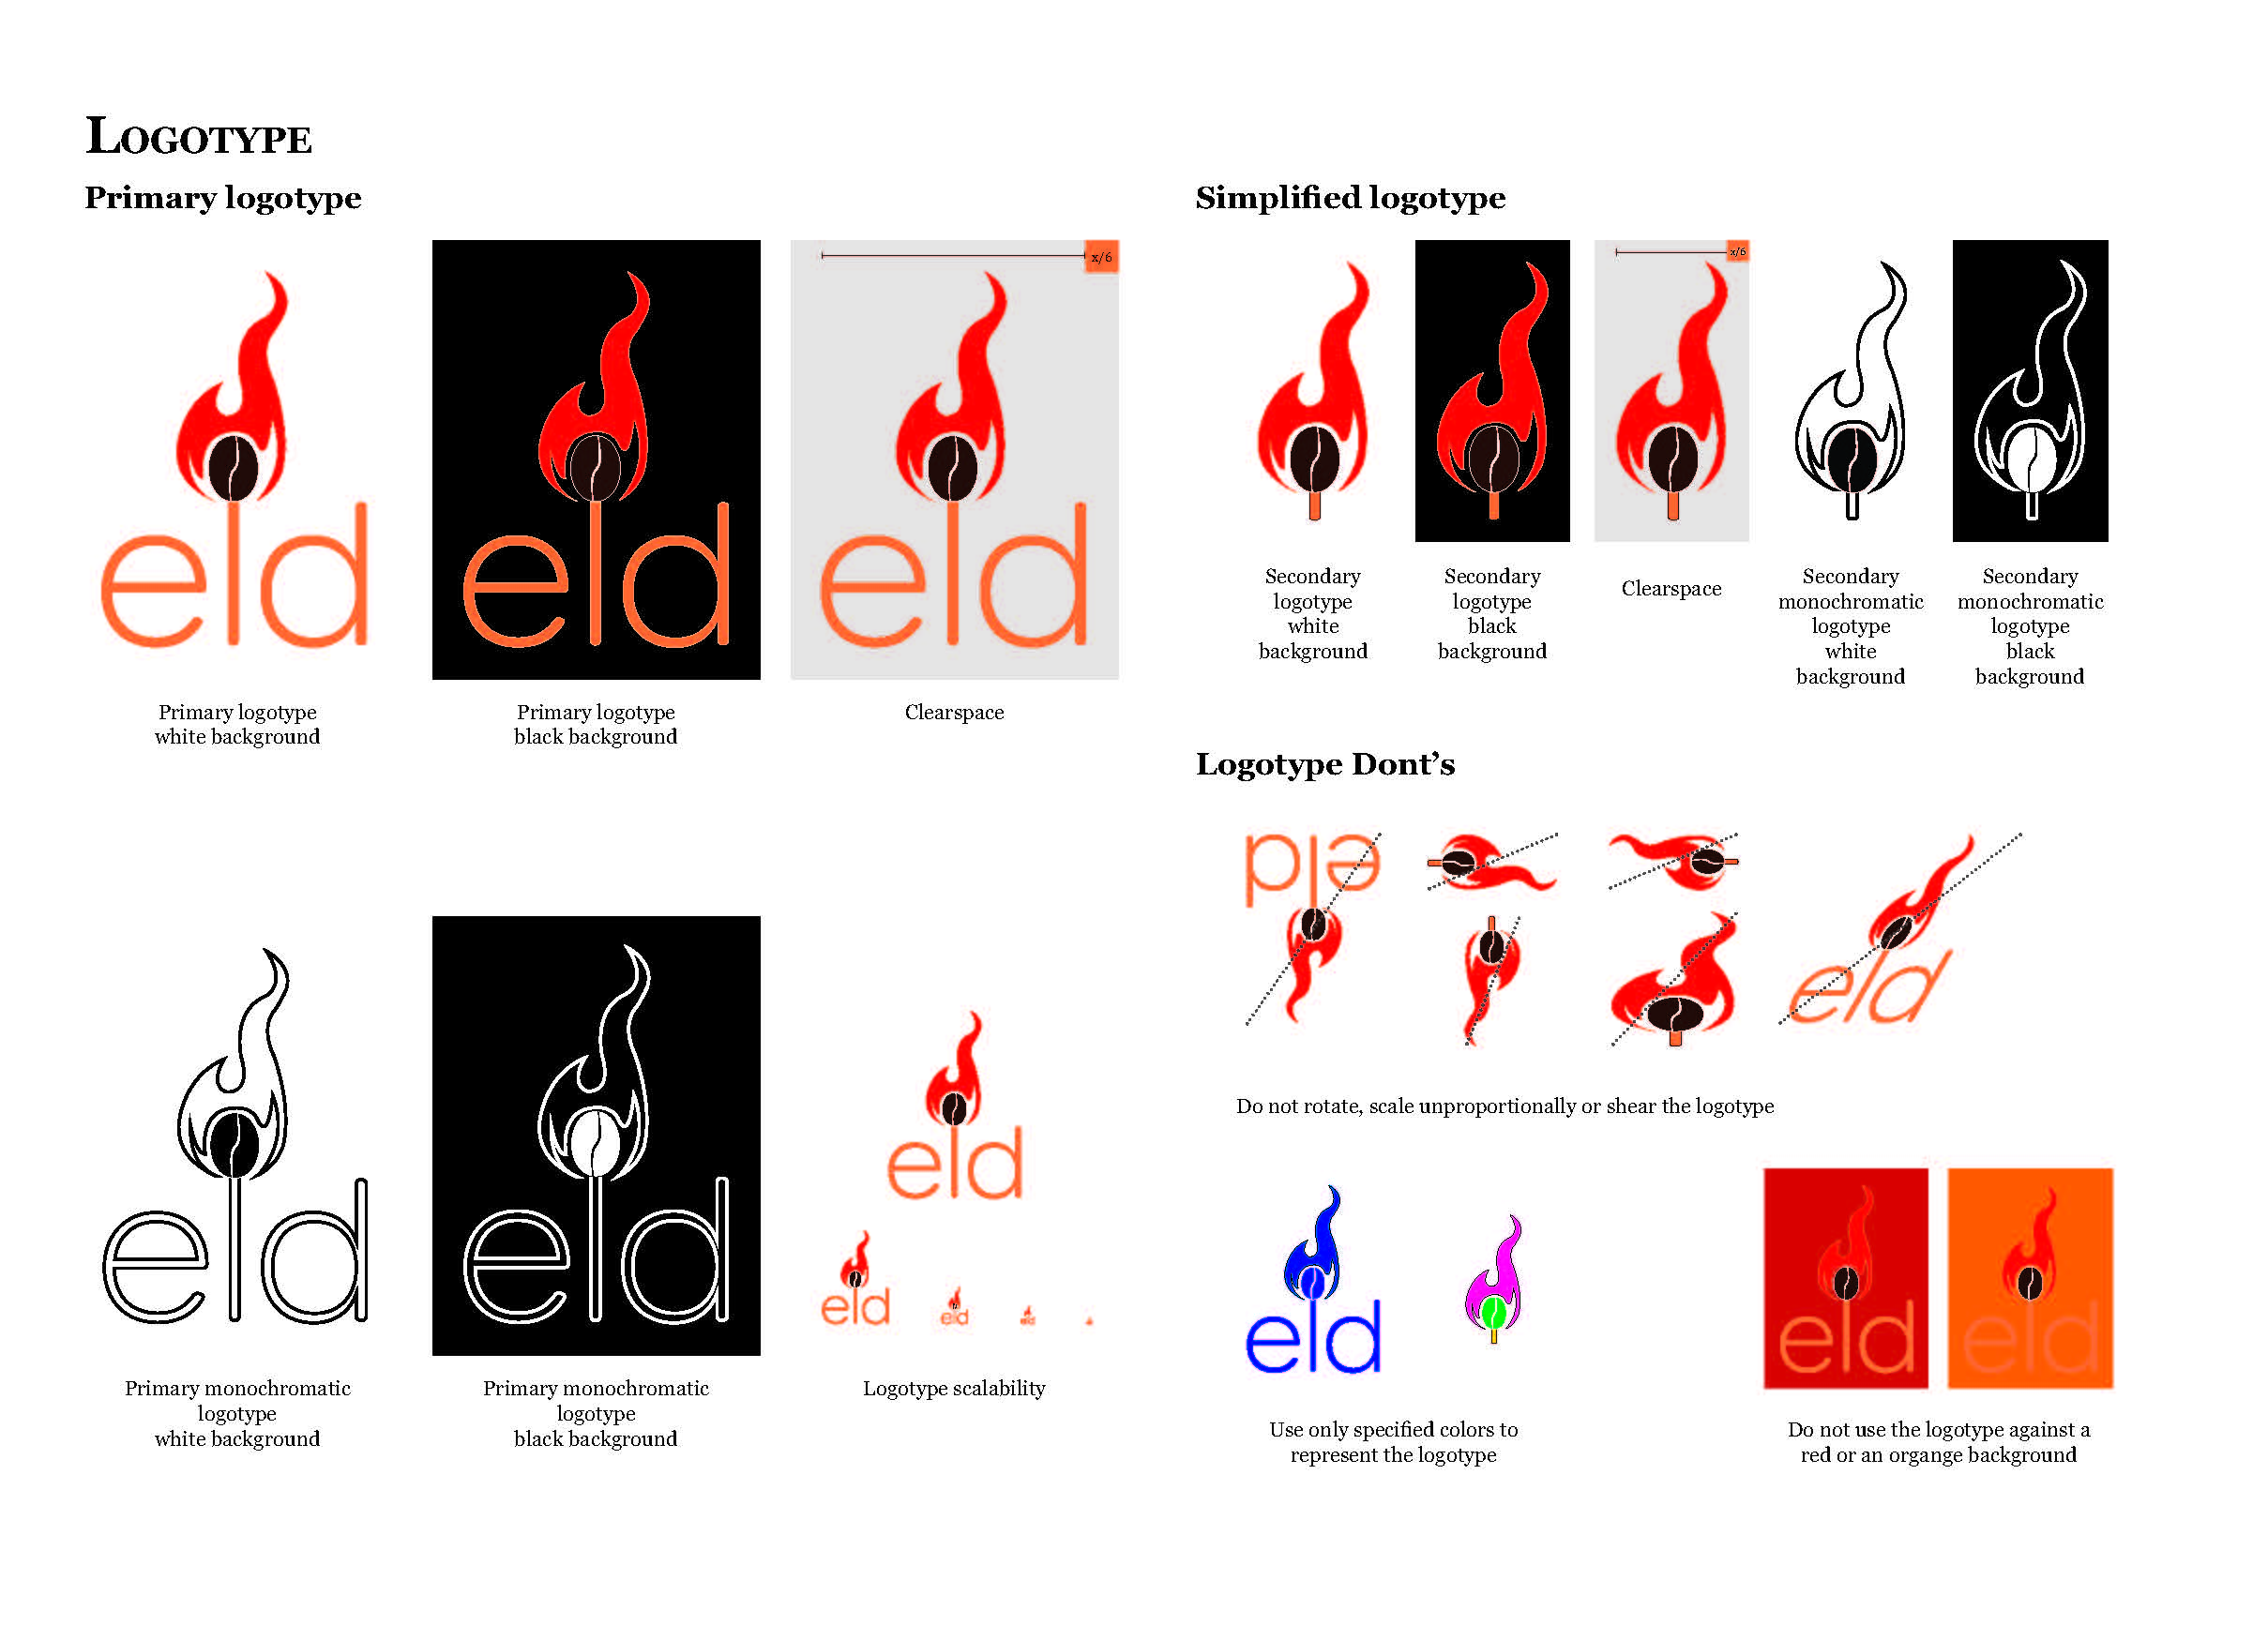 LOGOTYPE
Primary logotype
eld
eld
x/6
eld
Primary logotype
white background
Primary logotype
black background
Clearspace
eld
eld
eld
eld
eld
eld
Primary monochromatic
logotype
white background
Primary monochromatic
logotype
black background
Logotype scalability
Simplified logotype
x/6
Secondary
logotype
white
background
Secondary
logotype
black
background
Clearspace
Secondary
monochromatic
logotype
white
background
Secondary
monochromatic
logotype
black
background
Logotype Dont's
eld
eld
Do not rotate, scale unproportionally or shear the logotype
eld
eld
eld
Use only specified colors to
represent the logotype
Do not use the logotype against a
red or an organge background